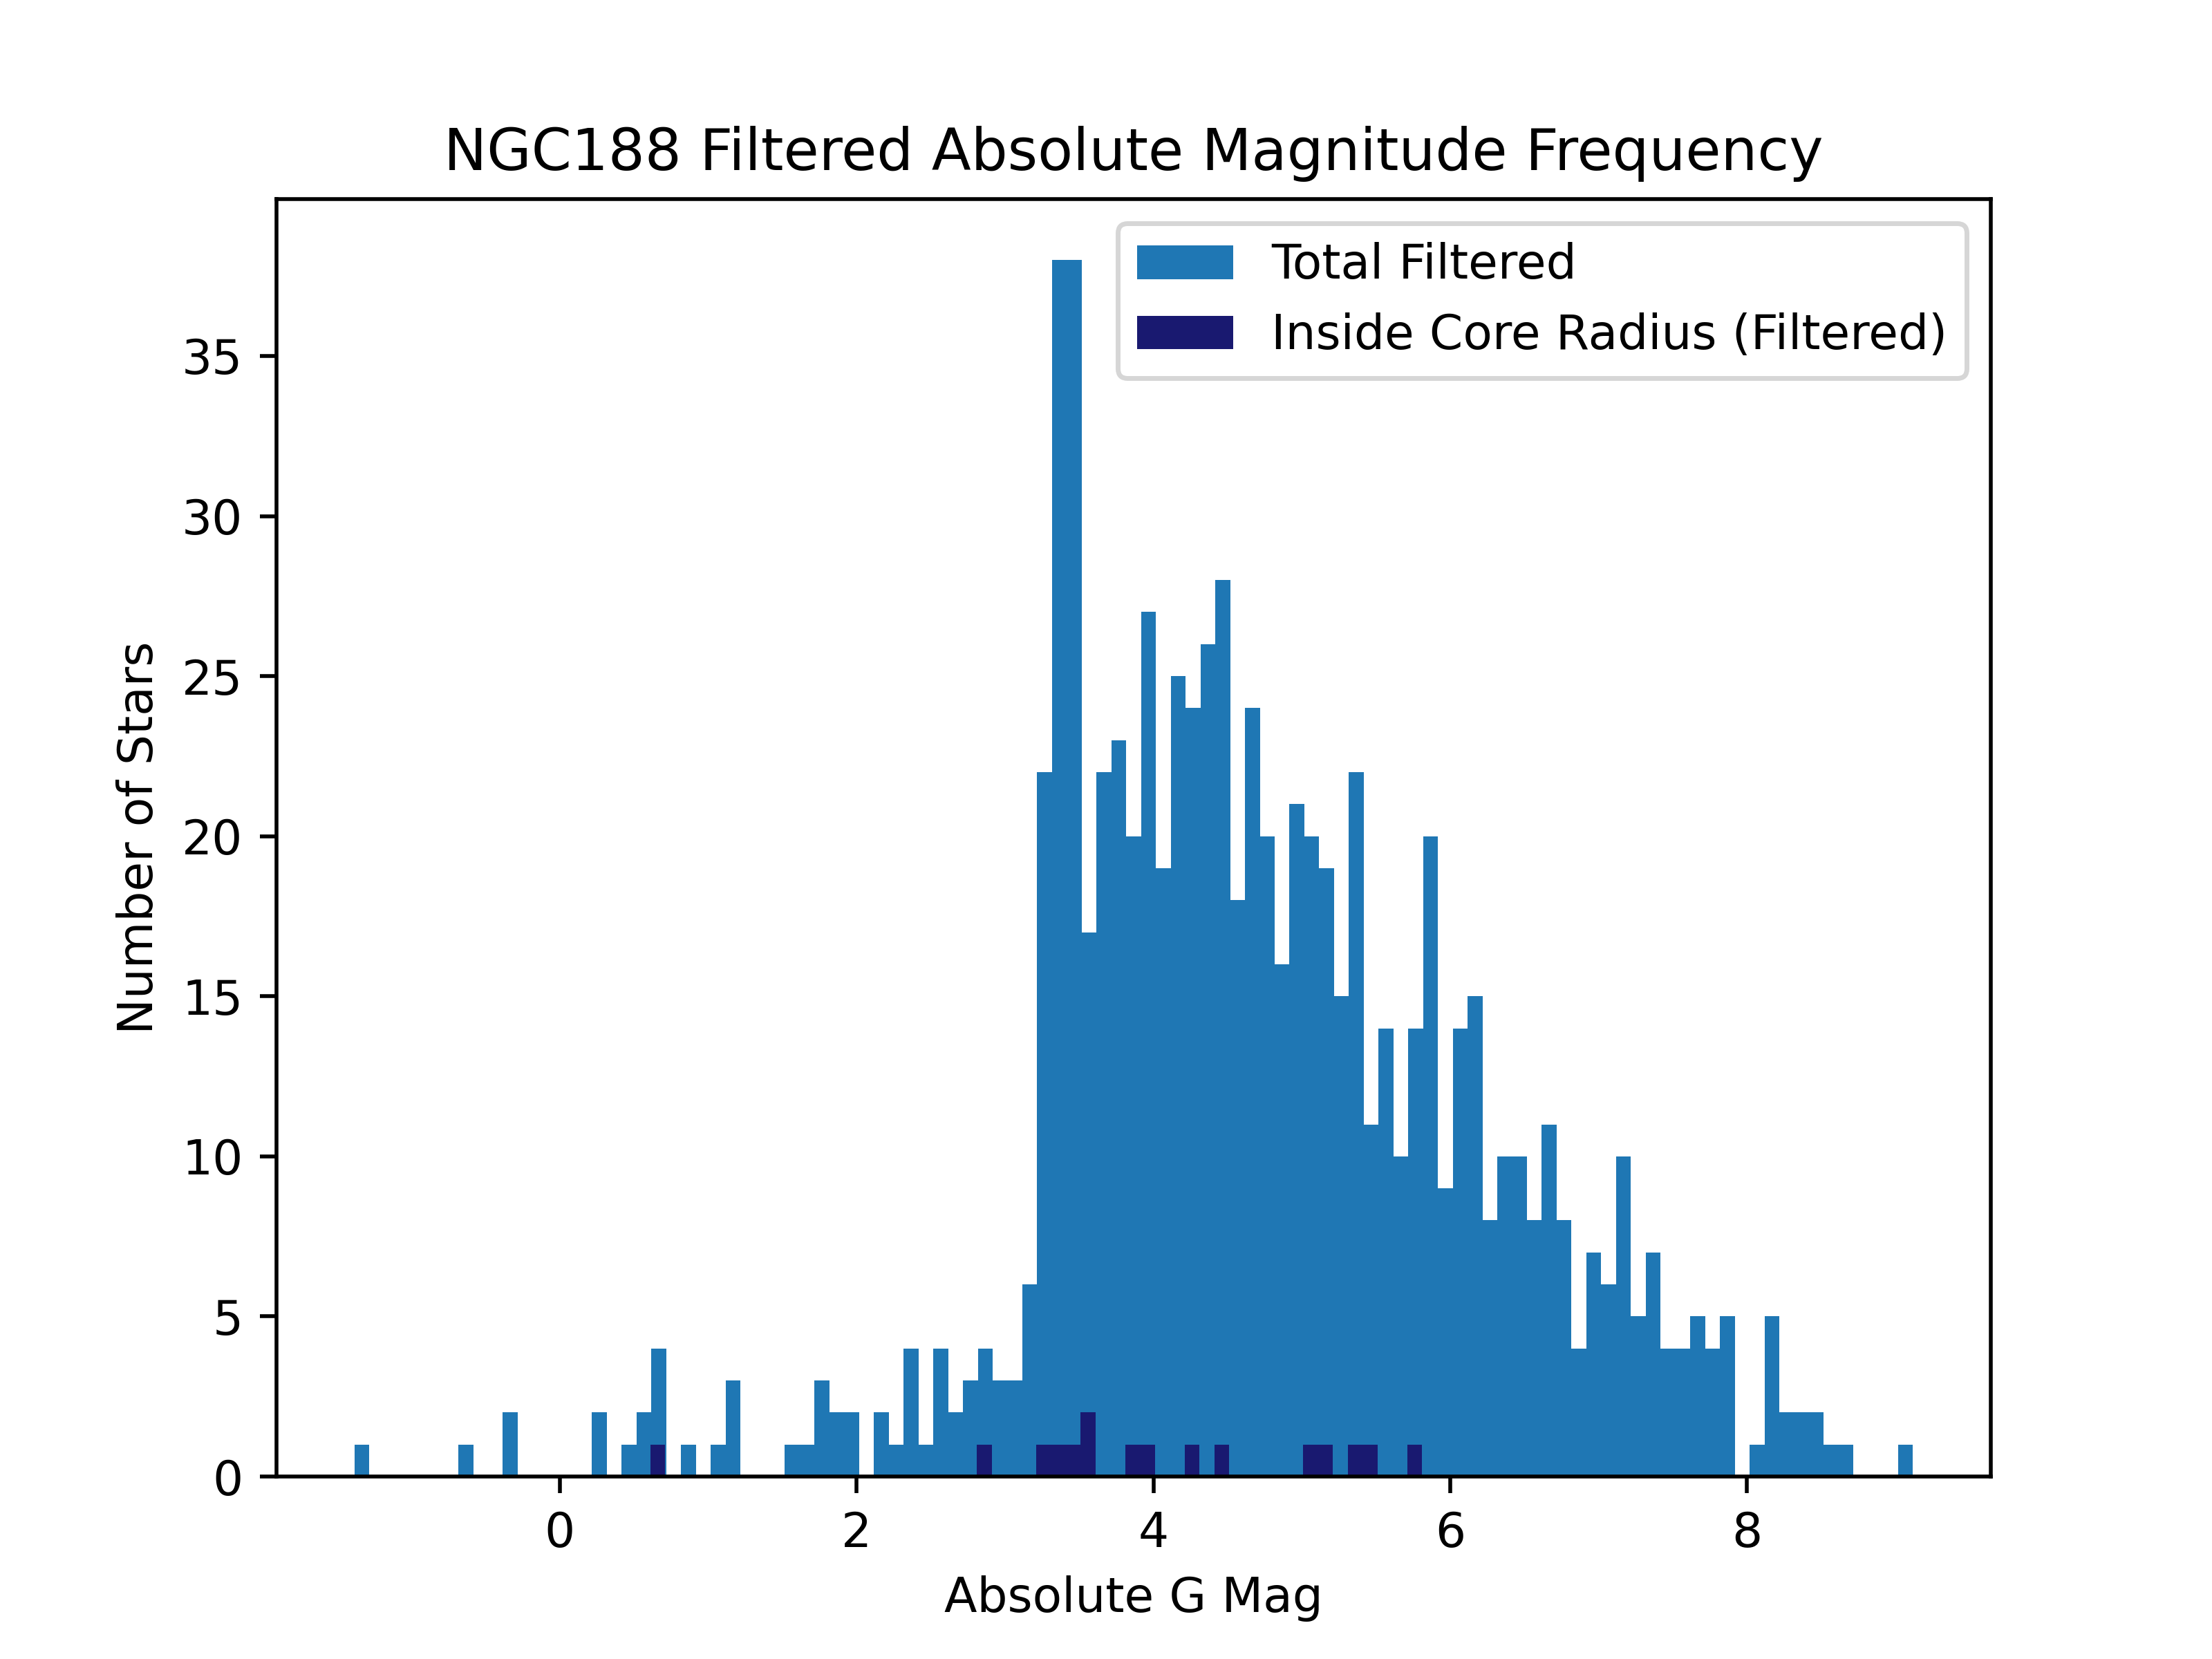 NGC188 Filtered Absolute Magnitude Frequency
Total Filtered
Inside Core Radius (Filtered)
Number of Stars
35
30
25
20
15
10
5
0
0 2 4 6 8
Absolute G Mag